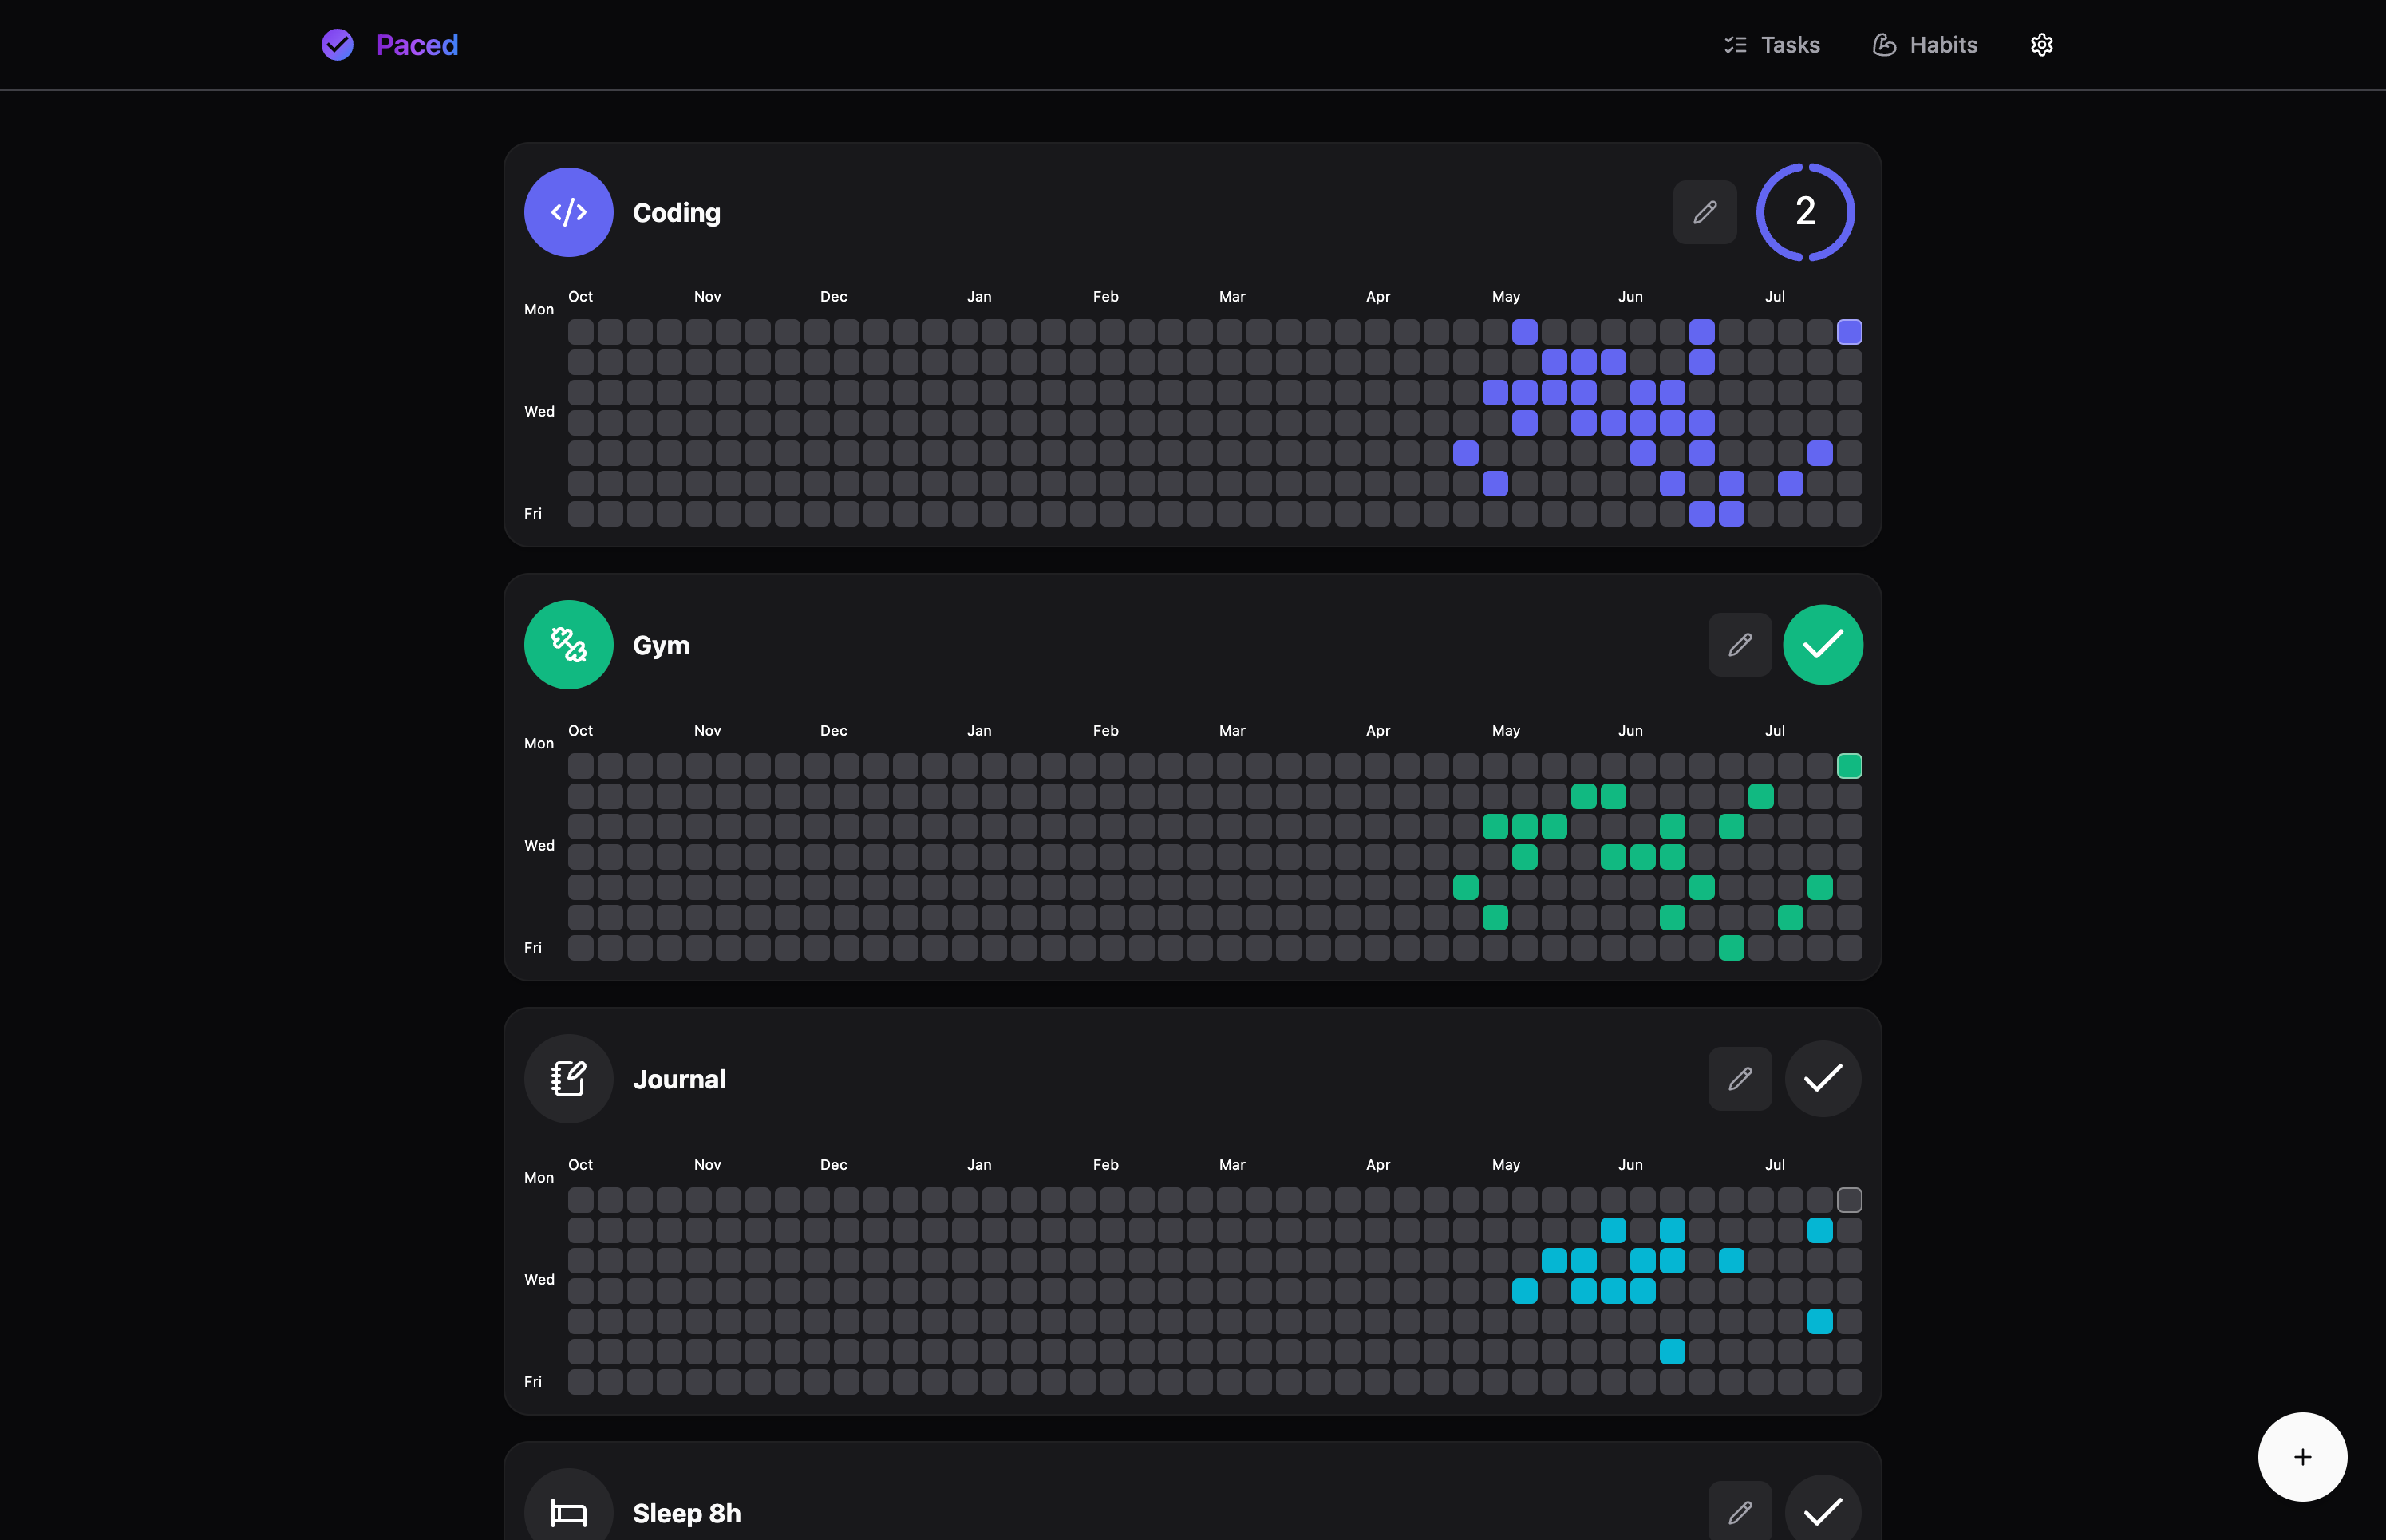 Paced
Tasks Habits
Coding
2
Oct Nov Dec Jan Feb Mar Apr May Jun Jul
Mon
Wed
Fri
Gym
Oct Nov Dec Jan Feb Mar Apr May Jun Jul
Mon
Wed
Fri
Journal
Oct Nov Dec Jan Feb Mar Apr May Jun Jul
Mon
Wed
Fri
Sleep 8h